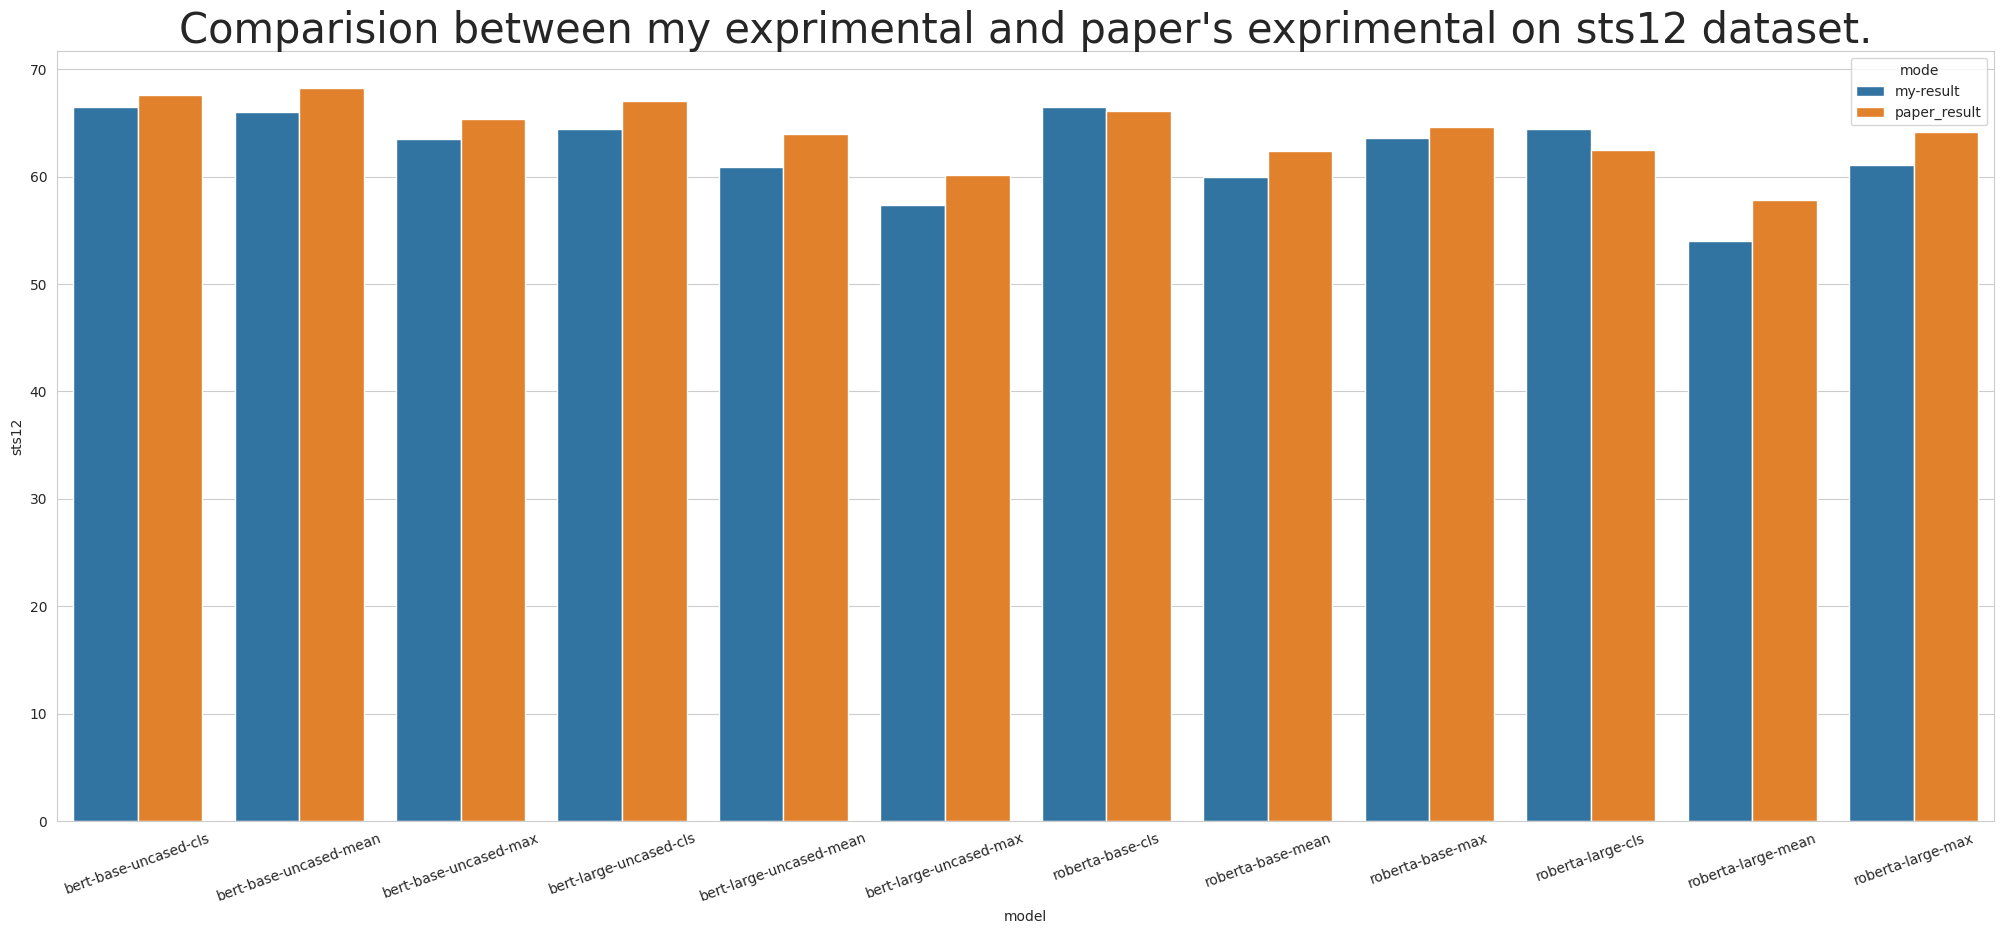 Comparision between my exprimental and paper's exprimental on sts12 dataset.
mode
my-result
paper_result
70
60
50
40
30
20
10
0
sts12
bert-base-uncased-cls
bert-base-uncased-mean
bert-base-uncased-max
bert-large-uncased-cls
bert-large-uncased-mean
bert-large-uncased-max
roberta-base-cls
roberta-base-mean
roberta-base-max
roberta-large-cls
roberta-large-mean
roberta-large-max
model